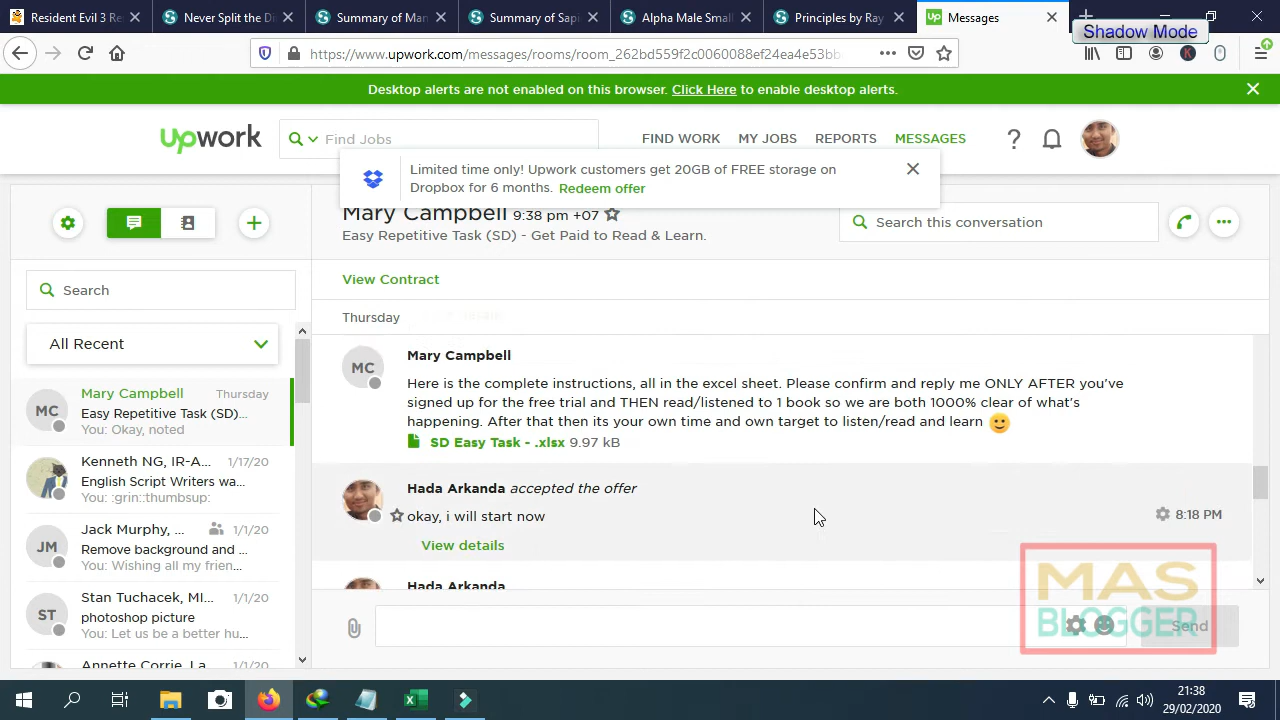 Resident Evil 3 Re
Never Split the Di
Summary of Man
Summary of Sapi
Alpha Male Small
Principles by Ray
Messages
Shadow Mode
https://www.upwork.com/messages/rooms/room_262bd559f2c0060088ef24ea4e53bb
Desktop alerts are not enabled on this browser. Click Here to enable desktop alerts.
upwork
Find Jobs
FIND WORK
MY JOBS
REPORTS
MESSAGES
Limited time only! Upwork customers get 20GB of FREE storage on
Dropbox for 6 months. Redeem offer
Mary Campbell 9:38 pm +07
Easy Repetitive Task (SD) - Get Paid to Read & Learn.
Search this conversation
Search
All Recent
MC
Mary Campbell Thursday
Easy Repetitive Task (SD)...
You: Okay, noted
Kenneth NG, IR-A... 1/17/20
English Script Writers wa...
You: :grin::thumbsup:
JM
Jack Murphy, ... 1/1/20
Remove background and ...
You: Wishing all my frien...
ST
Stan Tuchacek, MI... 1/1/20
photoshop picture
You: Let us be a better hu...
Annette Corrie, La 1/1/20
View Contract
Thursday
MC
Mary Campbell
Here is the complete instructions, all in the excel sheet. Please confirm and reply me ONLY AFTER you've
signed up for the free trial and THEN read/listened to 1 book so we are both 1000% clear of what's
happening. After that then its your own time and own target to listen/read and learn
SD Easy Task - .xlsx 9.97 kB
Hada Arkanda accepted the offer
okay, i will start now
8:18 PM
View details
Hada Arkanda
Send
MAS
BLOGGER
21:38
29/02/2020